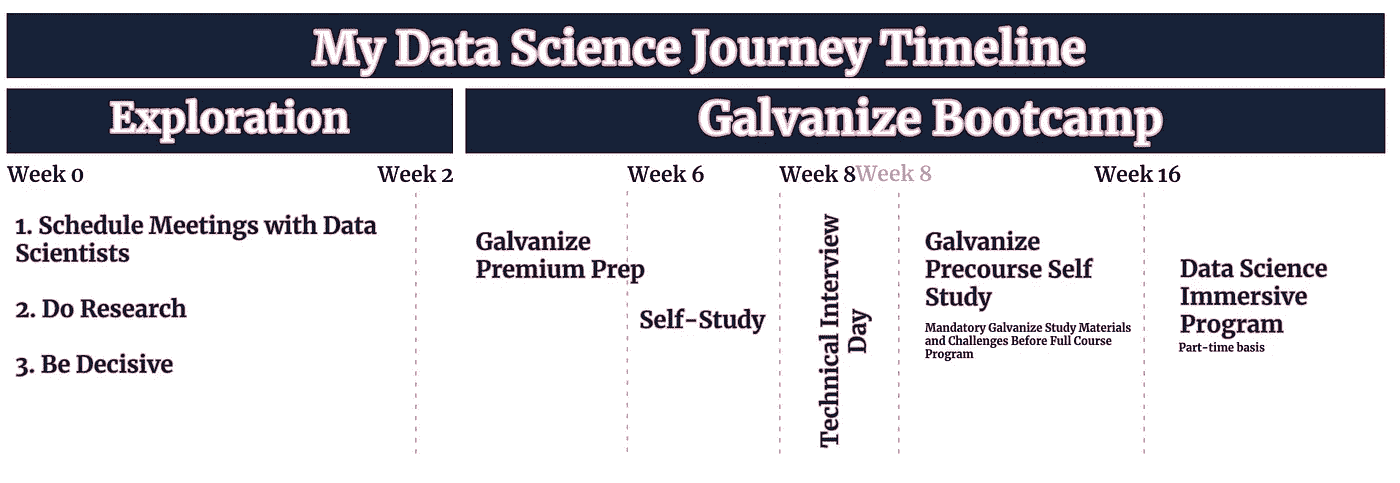 My Data Science Journey Timeline
Exploration
Galvanize Bootcamp
Week 0
Week 2
Week 6
Week 8
Week 8
Week 16
1. Schedule Meetings with Data
Scientists
2. Do Research
3. Be Decisive
Galvanize
Premium Prep
Self-Study
Technical Interview
Day
Galvanize
Precourse Self
Study
Mandatory Galvanize Study Materials
and Challenges Before Full Course
Program
Data Science
Immersive
Program
Part-time basis